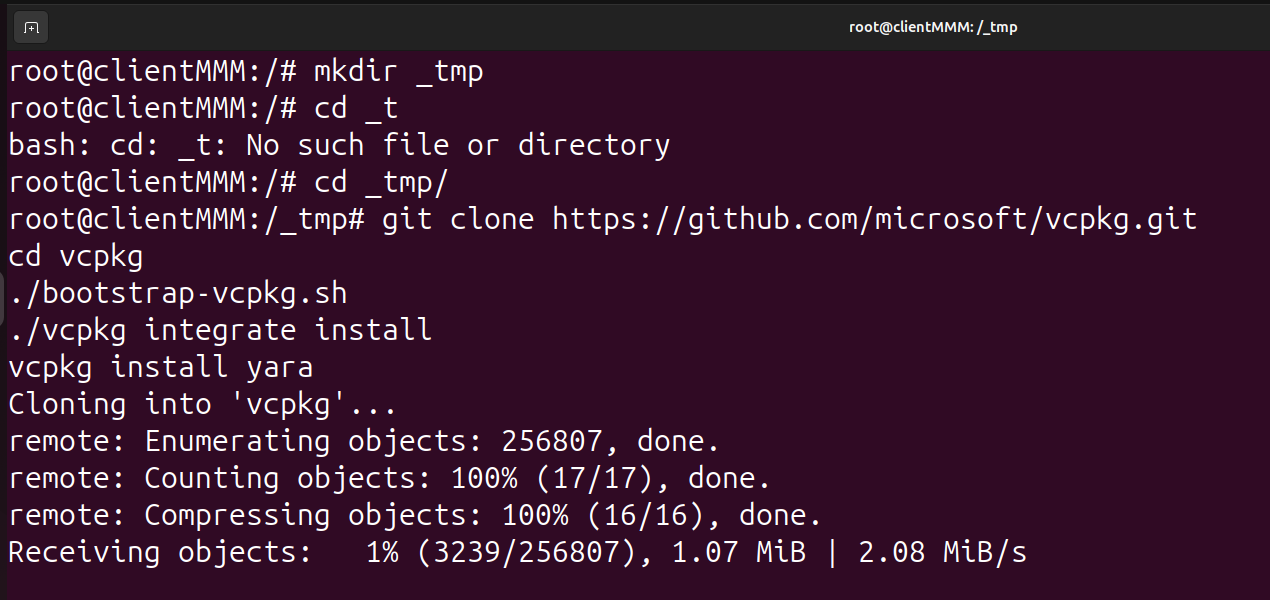 root@clientMMM: /_tmp
root@clientMMM:/# mkdir _tmp
root@clientMMM:/# cd _t
bash: cd: _t: No such file or directory
root@clientMMM:/# cd _tmp/
root@clientMMM:/_tmp# git clone https://github.com/microsoft/vcpkg.git
cd vcpkg
./bootstrap-vcpkg.sh
./vcpkg integrate install
vcpkg install yara
Cloning into 'vcpkg'...
remote: Enumerating objects: 256807, done.
remote: Counting objects: 100% (17/17), done.
remote: Compressing objects: 100% (16/16), done.
Receiving objects:   1% (3239/256807), 1.07 MiB | 2.08 MiB/s